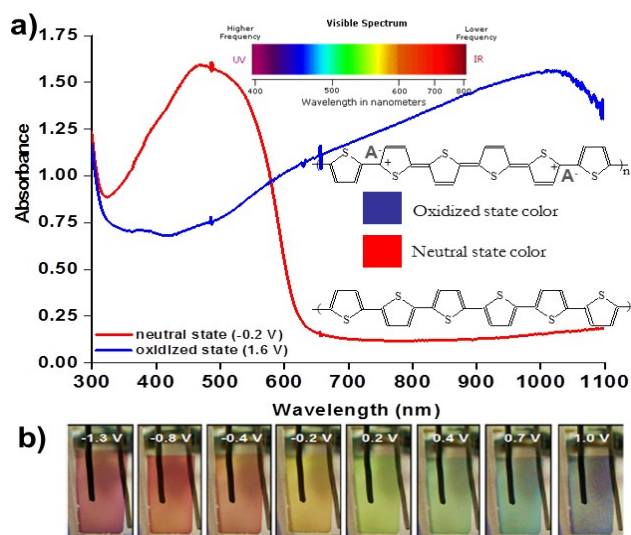 a)
Higher Frequency
Visible Spectrum
Lower Frequency
UV
IR
400 500 600 700 800
Wavelength in nanometers
1.75
1.50
1.25
1.00
0.75
0.50
0.25
0.00
Absorbance
S S S S S S
A⁻ + + A⁻
n
Oxidized state color
Neutral state color
S S S S S S
neutral state (-0.2 V)
oxidized state (1.6 V)
300 400 500 600 700 800 900 1000 1100
Wavelength (nm)
b)
-1.3 V -0.8 V -0.4 V -0.2 V 0.2 V 0.4 V 0.7 V 1.0 V